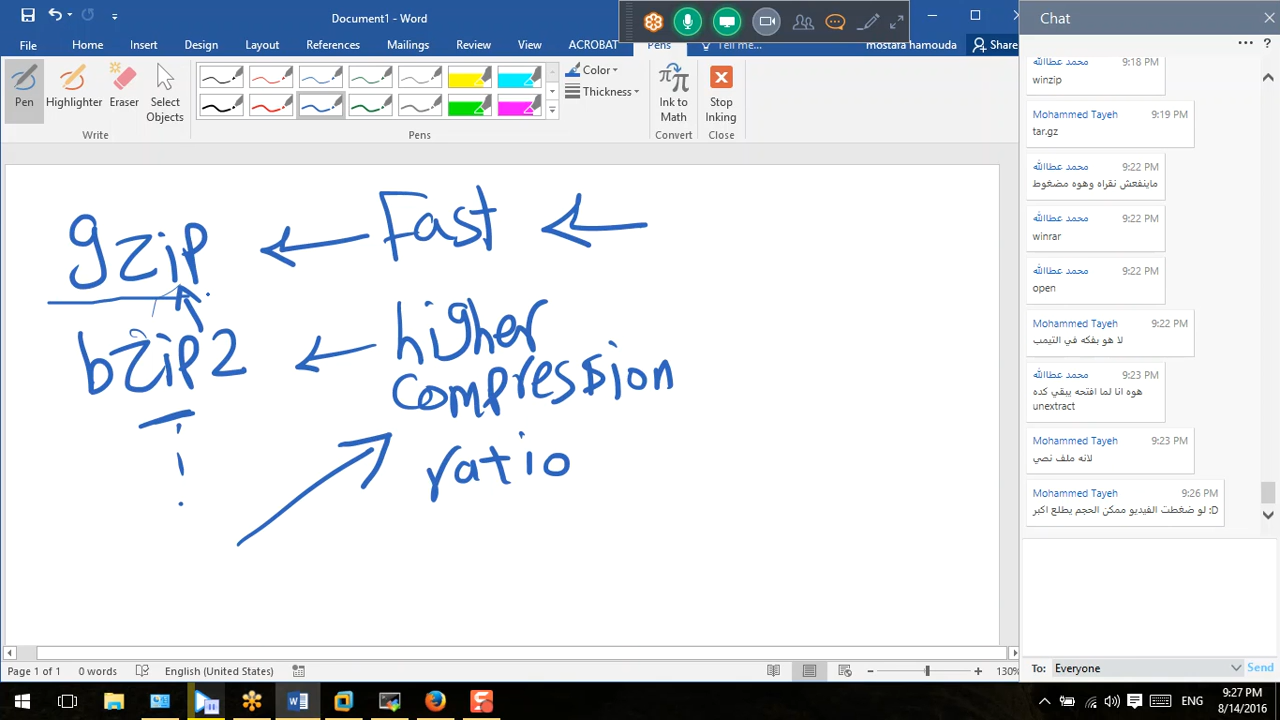 Document1 - Word
Chat
File Home Insert Design Layout References Mailings Review View ACROBAT Pens Tell me... mostafa hamouda Share
Pen Highlighter Eraser Select Objects
Color
Thickness
Ink to Math
Stop Inking
Write Pens Convert Close
gzip ← Fast ←
bzip2 ← higher
compression
ratio
محمد عطاالله 9:18 PM
winzip
Mohammed Tayeh 9:19 PM
tar.gz
محمد عطاالله 9:22 PM
ماينفعش نقراه وهوه مضغوط
محمد عطاالله 9:22 PM
winrar
محمد عطاالله 9:22 PM
open
Mohammed Tayeh 9:22 PM
لا هو بفكه في التيمب
محمد عطاالله 9:23 PM
هوه انا لما افتحه يبقي كده
unextract
Mohammed Tayeh 9:23 PM
لانه ملف نصي
Mohammed Tayeh 9:26 PM
لو ضغطت الفيديو ممكن الحجم يطلع اكبر :D
To: Everyone Send
Page 1 of 1 0 words English (United States) 130%
ENG 9:27 PM
8/14/2016